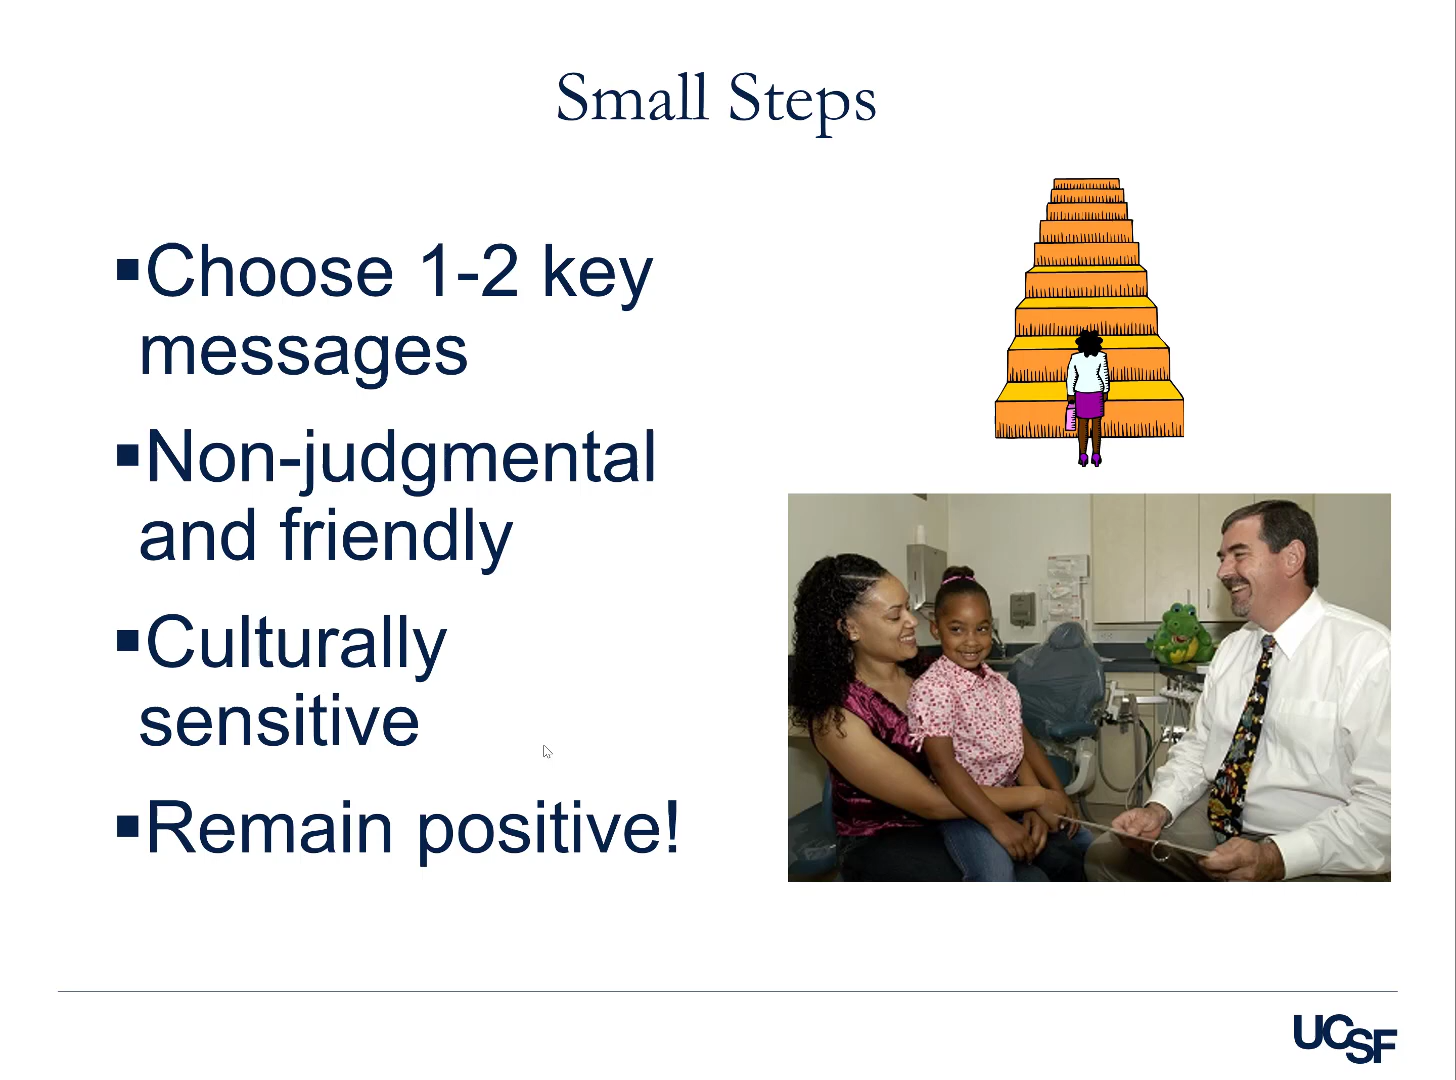 Small Steps
▪Choose 1-2 key
messages
▪Non-judgmental
and friendly
▪Culturally
sensitive
▪Remain positive!
UCSF